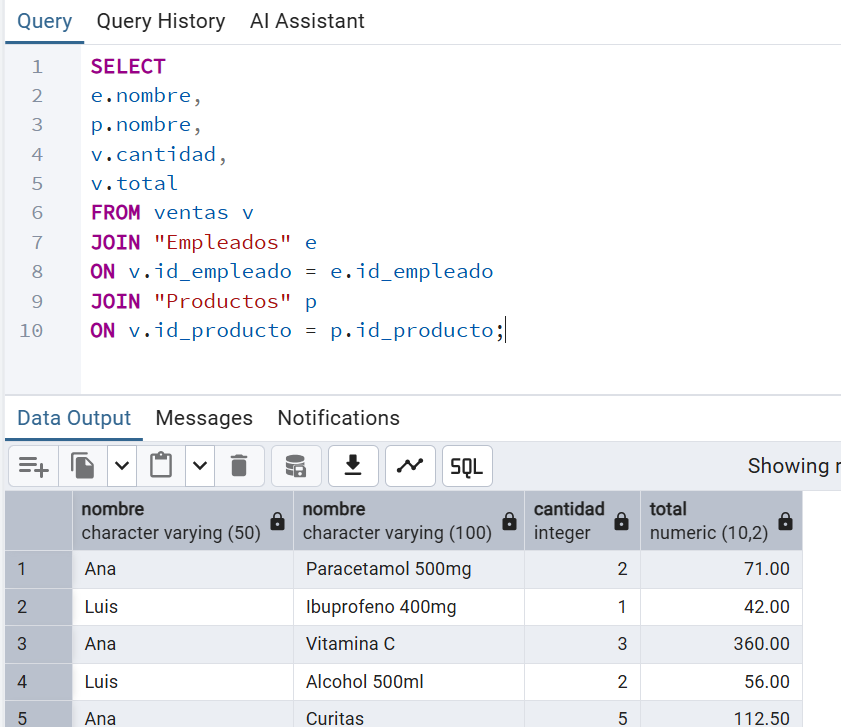 Query Query History AI Assistant
1 SELECT
2 e.nombre,
3 p.nombre,
4 v.cantidad,
5 v.total
6 FROM ventas v
7 JOIN "Empleados" e
8 ON v.id_empleado = e.id_empleado
9 JOIN "Productos" p
10 ON v.id_producto = p.id_producto;
Data Output Messages Notifications
SQL Showing r
nombre nombre cantidad total
character varying (50) character varying (100) integer numeric (10,2)
1 Ana Paracetamol 500mg 2 71.00
2 Luis Ibuprofeno 400mg 1 42.00
3 Ana Vitamina C 3 360.00
4 Luis Alcohol 500ml 2 56.00
5 Ana Curitas 5 112.50